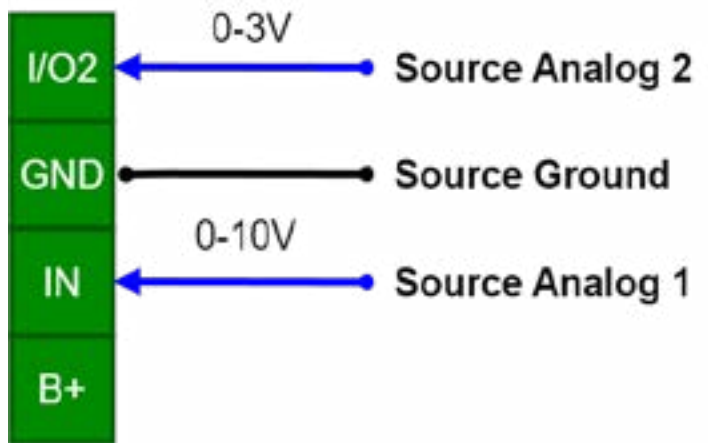 0-3V
I/O2 Source Analog 2
GND Source Ground
0-10V
IN Source Analog 1
B+